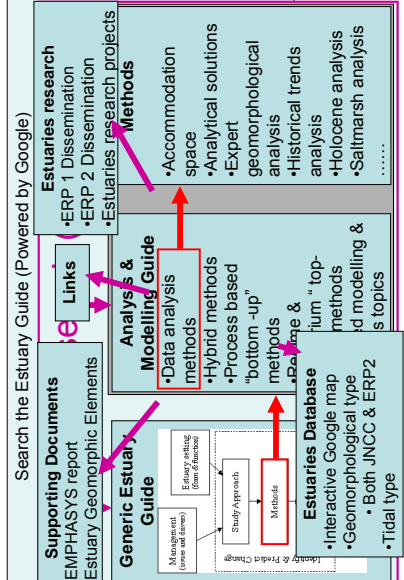 Search the Estuary Guide (Powered by Google)
Supporting Documents
EMPHASYS report
Estuary Geomorphic Elements
Links
Estuaries research
•ERP 1 Dissemination
•ERP 2 Dissemination
•Estuaries research projects
Generic Estuary
Guide
Management
(issues and drivers)
Estuary setting
(form & function)
Study Approach
Methods
Identify & Predict Change
Analysis &
Modelling Guide
•Data analysis
methods
•Hybrid methods
•Process based
"bottom -up"
methods
" top-
methods
modelling &
topics
Methods
•Accommodation
space
•Analytical solutions
•Expert
geomorphological
analysis
•Historical trends
analysis
•Holocene analysis
•Saltmarsh analysis
……
Estuaries Database
•Interactive Google map
•Geomorphological type
• Both JNCC & ERP2
•Tidal type